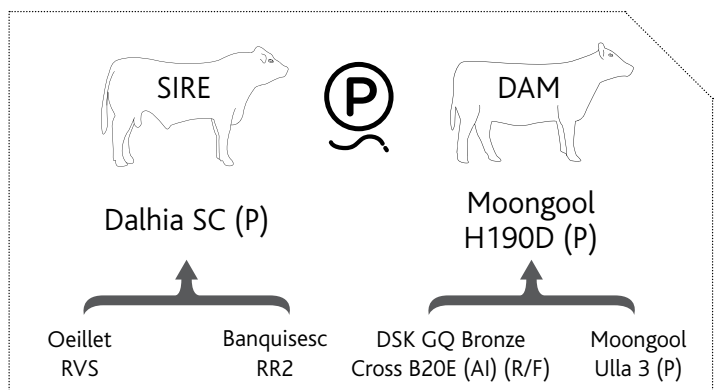 SIRE
P
DAM
Dalhia SC (P)
Moongool
H190D (P)
Oeillet
RVS
Banquisesc
RR2
DSK GQ Bronze
Cross B20E (AI) (R/F)
Moongool
Ulla 3 (P)